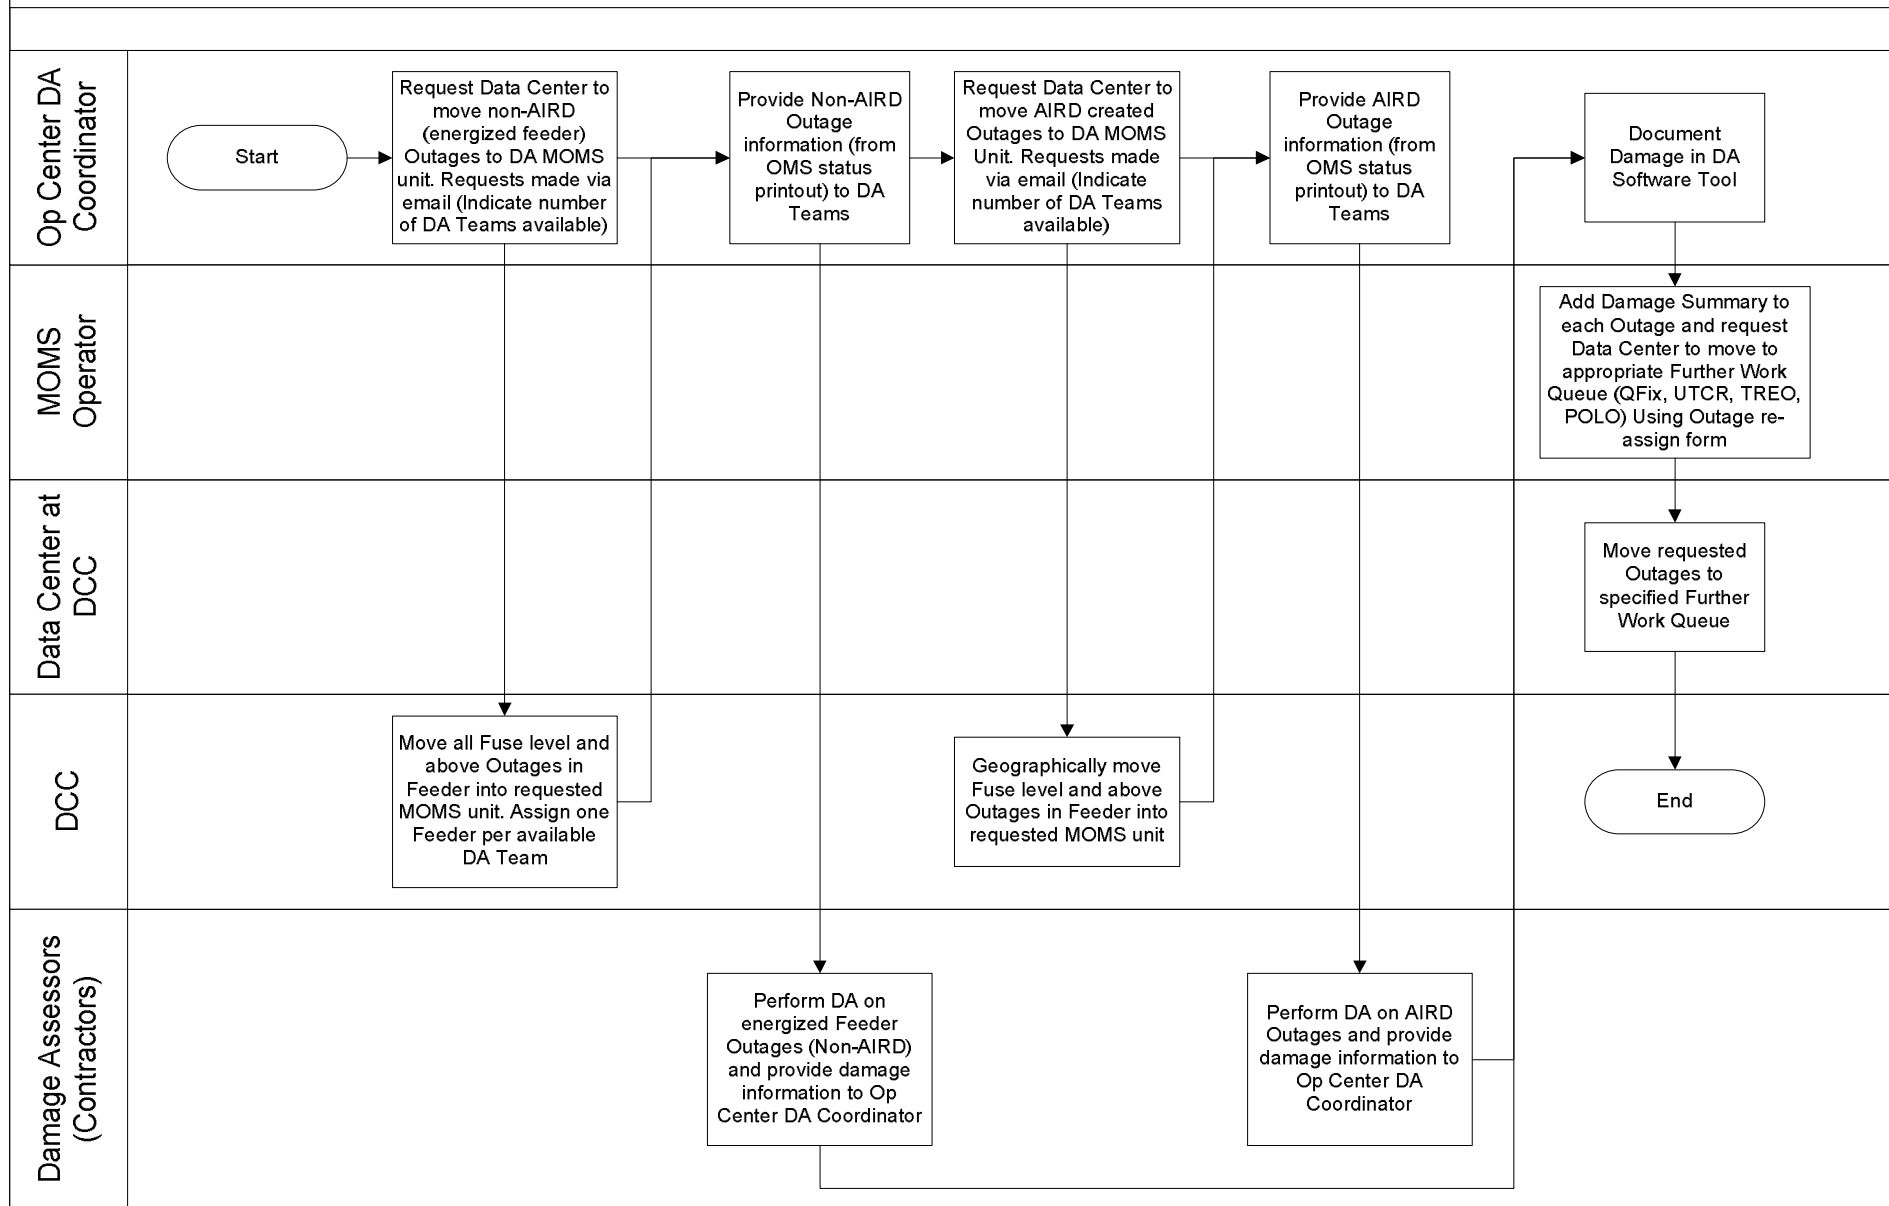 Op Center DA
Coordinator
Start
Request Data Center to
move non-AIRD
(energized feeder)
Outages to DA MOMS
unit. Requests made via
email (Indicate number
of DA Teams available)
Provide Non-AIRD
Outage
information (from
OMS status
printout) to DA
Teams
Request Data Center to
move AIRD created
Outages to DA MOMS
Unit. Requests made
via email (Indicate
number of DA Teams
available)
Provide AIRD
Outage
information (from
OMS status
printout) to DA
Teams
Document
Damage in DA
Software Tool
MOMS
Operator
Add Damage Summary to
each Outage and request
Data Center to move to
appropriate Further Work
Queue (QFix, UTCR, TREO,
POLO) Using Outage re-
assign form
Data Center at
DCC
Move requested
Outages to
specified Further
Work Queue
DCC
Move all Fuse level and
above Outages in
Feeder into requested
MOMS unit. Assign one
Feeder per available
DA Team
Geographically move
Fuse level and above
Outages in Feeder into
requested MOMS unit
End
Damage Assessors
(Contractors)
Perform DA on
energized Feeder
Outages (Non-AIRD)
and provide damage
information to Op
Center DA Coordinator
Perform DA on AIRD
Outages and provide
damage information to
Op Center DA
Coordinator